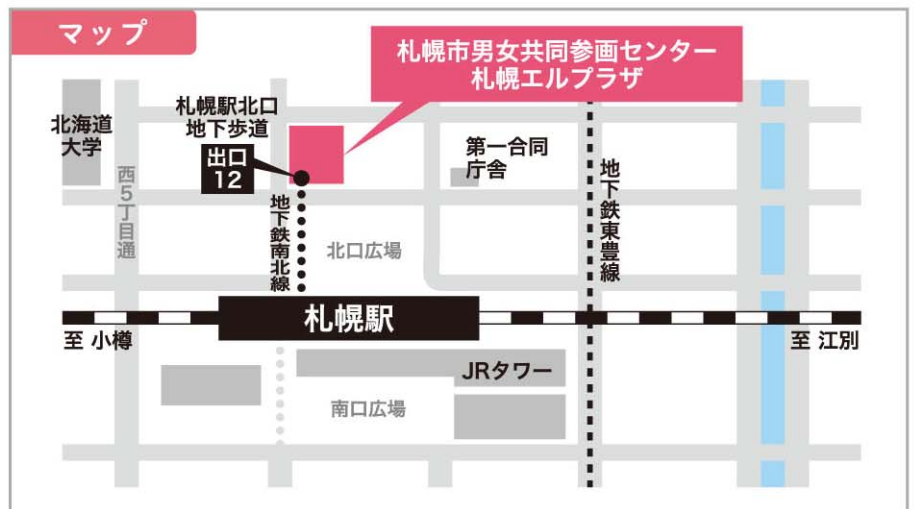 マップ
札幌市男女共同参画センター
札幌エルプラザ
札幌駅北口
地下歩道
北海道
大学
出口
12
第一合同
庁舎
西5丁目通
地下鉄南北線
地下鉄東豊線
北口広場
札幌駅
至 小樽
至 江別
JRタワー
南口広場